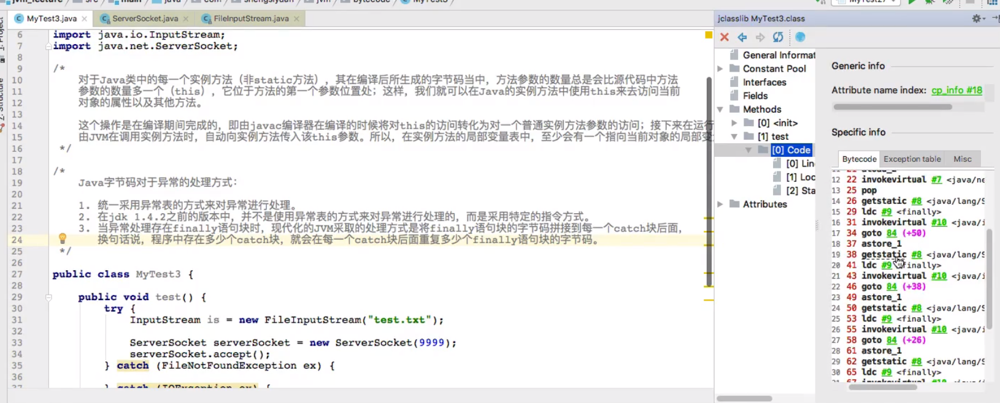 jvm_lecture src main java com shengsiyuan jvm bytecode MyTest3
MyTest27
MyTest3.java ServerSocket.java FileInputStream.java
1: Project
7: Structure
6 import java.io.InputStream;
7 import java.net.ServerSocket;
8
9 /*
10 对于Java类中的每一个实例方法（非static方法），其在编译后所生成的字节码当中，方法参数的数量总是会比源代码中方法
11 参数的数量多一个（this），它位于方法的第一个参数位置处；这样，我们就可以在Java的实例方法中使用this来去访问当前
12 对象的属性以及其他方法。
13
14 这个操作是在编译期间完成的，即由javac编译器在编译的时候将对this的访问转化为对一个普通实例方法参数的访问；接下来在运行
15 由JVM在调用实例方法时，自动向实例方法传入该this参数。所以，在实例方法的局部变量表中，至少会有一个指向当前对象的局部变
16 */
17
18 /*
19 Java字节码对于异常的处理方式：
20
21 1. 统一采用异常表的方式来对异常进行处理。
22 2. 在jdk 1.4.2之前的版本中，并不是使用异常表的方式来对异常进行处理的，而是采用特定的指令方式。
23 3. 当异常处理存在finally语句块时，现代化的JVM采取的处理方式是将finally语句块的字节码拼接到每一个catch块后面，
24 换句话说，程序中存在多少个catch块，就会在每一个catch块后面重复多少个finally语句块的字节码。
25 */
26
27 public class MyTest3 {
28
29 public void test() {
30 try {
31 InputStream is = new FileInputStream("test.txt");
32
33 ServerSocket serverSocket = new ServerSocket(9999);
34 serverSocket.accept();
35 } catch (FileNotFoundException ex) {
36
37 } catch (IOException ex) {
jclasslib MyTest3.class
General Informat
Constant Pool
Interfaces
Fields
Methods
[0] <init>
[1] test
[0] Code
[0] Lin
[1] Loc
[2] Sta
Attributes
Generic info
Attribute name index: cp_info #18
Specific info
Bytecode Exception table Misc
11 21 astore_2
12 22 invokevirtual #7 <java/ne
13 25 pop
14 26 getstatic #8 <java/lang/S
15 29 ldc #9 <finally>
16 31 invokevirtual #10 <java/i
17 34 goto 84 (+50)
18 37 astore_1
19 38 getstatic #8 <java/lang/S
20 41 ldc #9 <finally>
21 43 invokevirtual #10 <java/i
22 46 goto 84 (+38)
23 49 astore_1
24 50 getstatic #8 <java/lang/S
25 53 ldc #9 <finally>
26 55 invokevirtual #10 <java/i
27 58 goto 84 (+26)
28 61 astore_1
29 62 getstatic #8 <java/lang/S
30 65 ldc #9 <finally>
31 67 invokevirtual #10 <java/i